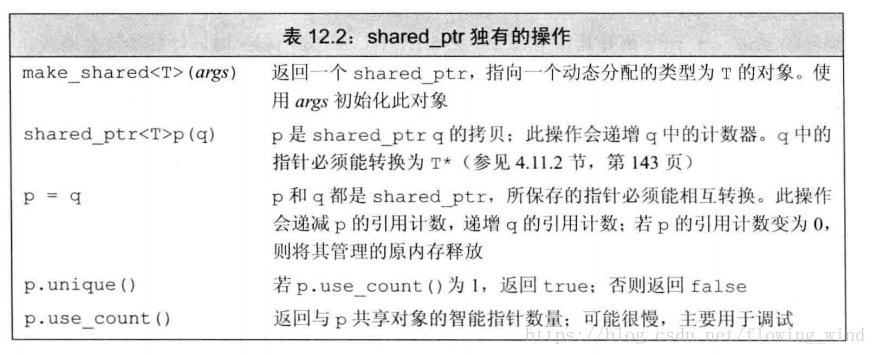 表 12.2：shared_ptr 独有的操作
make_shared<T>(args) 返回一个 shared_ptr，指向一个动态分配的类型为 T 的对象。使
用 args 初始化此对象
shared_ptr<T>p(q) p 是 shared_ptr q 的拷贝；此操作会递增 q 中的计数器。q 中的
指针必须能转换为 T*（参见 4.11.2 节，第 143 页）
p = q p 和 q 都是 shared_ptr，所保存的指针必须能相互转换。此操作
会递减 p 的引用计数，递增 q 的引用计数；若 p 的引用计数变为 0，
则将其管理的原内存释放
p.unique() 若 p.use_count() 为 1，返回 true；否则返回 false
p.use_count() 返回与 p 共享对象的智能指针数量；可能很慢，主要用于调试
https://blog.csdn.net/flowing_wind